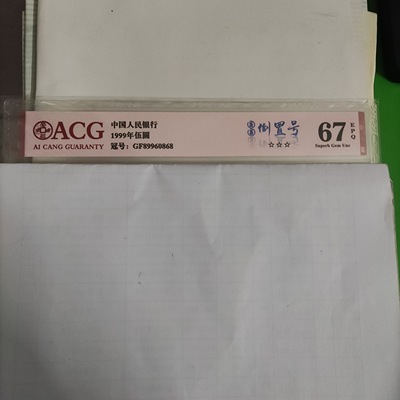 ACG
AI CANG GUARANTY
中国人民银行
1999年伍圆
冠号: GF89960868
倒置号
☆☆☆
67 EPQ
Superb Gem Unc